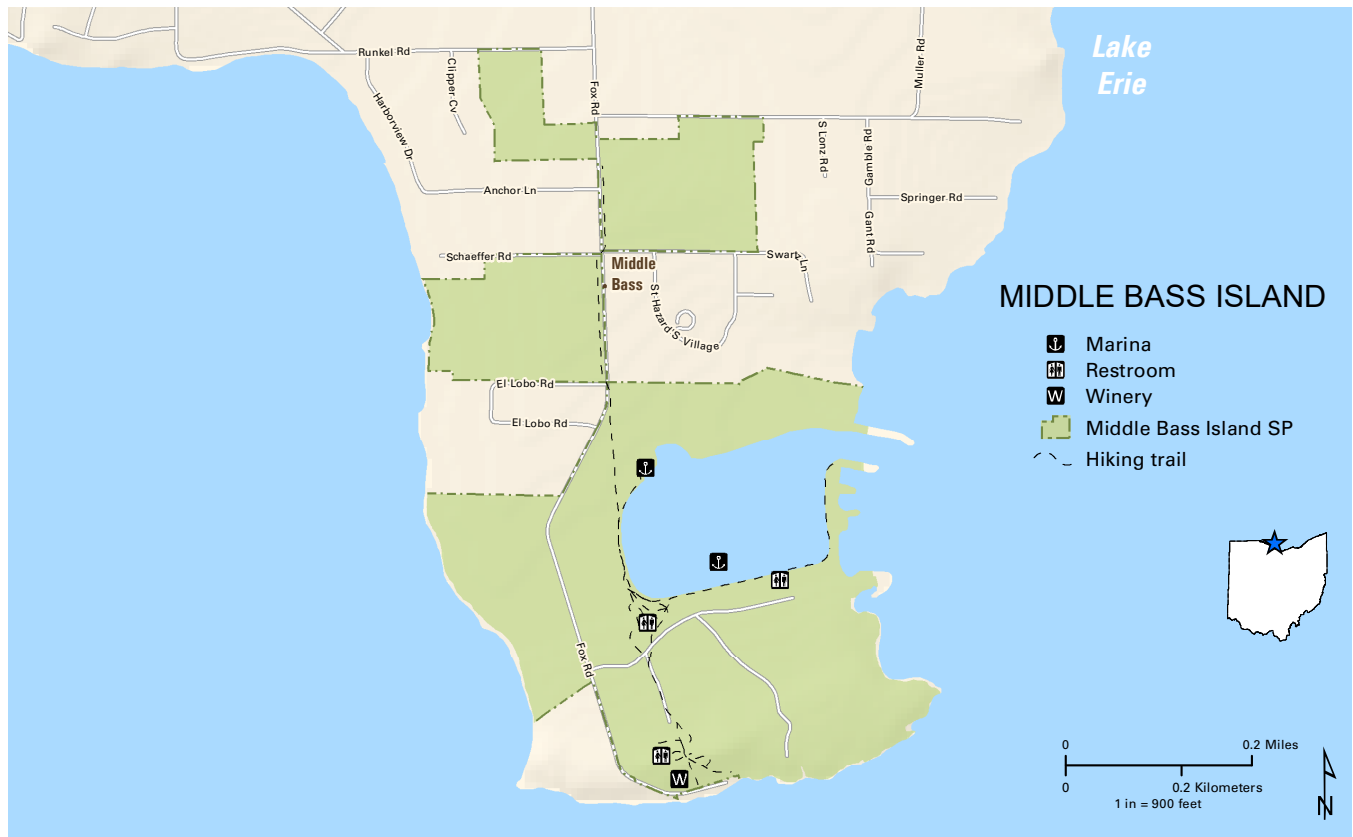 Lake
Erie
Runkel Rd
Clipper Cv
Fox Rd
Muller Rd
Harborview Dr
S Lonz Rd
Gamble Rd
Anchor Ln
Springer Rd
Gant Rd
Schaeffer Rd
Swart Ln
Middle
Bass
St Hazard'S Village
MIDDLE BASS ISLAND
Marina
Restroom
W Winery
Middle Bass Island SP
Hiking trail
El Lobo Rd
El Lobo Rd
Fox Rd
W
0 0.2 Miles
0 0.2 Kilometers
1 in = 900 feet
N